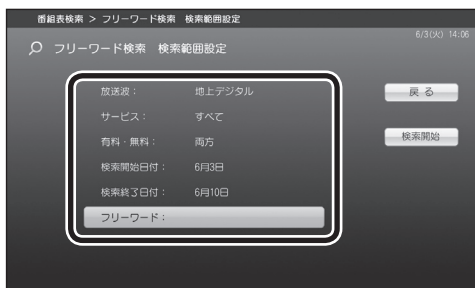 番組表検索 > フリーワード検索 検索範囲設定
6/3(火) 14:06
フリーワード検索 検索範囲設定
放送波： 地上デジタル
戻る
サービス： すべて
有料・無料： 両方
検索開始
検索開始日付： 6月3日
検索終了日付： 6月10日
フリーワード：